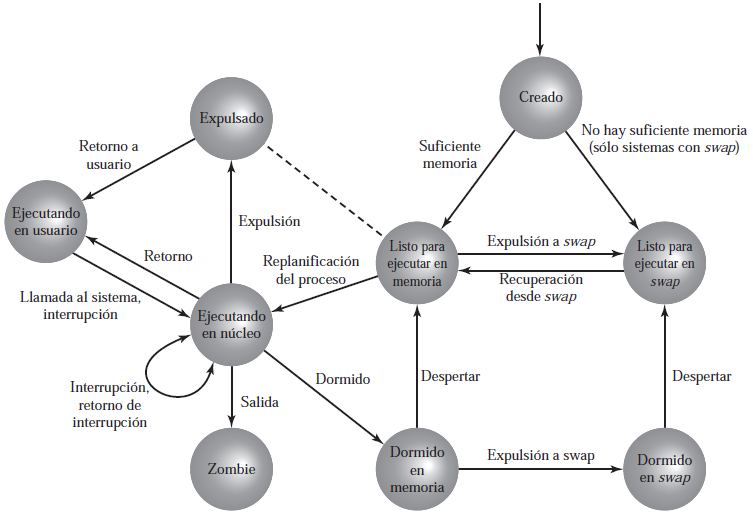 Creado
Expulsado
No hay suficiente memoria
(sólo sistemas con swap)
Suficiente
memoria
Retorno a
usuario
Ejecutando
en usuario
Expulsión
Listo para
ejecutar en
memoria
Expulsión a swap
Listo para
ejecutar en
swap
Retorno
Replanificación
del proceso
Recuperación
desde swap
Llamada al sistema,
interrupción
Ejecutando
en núcleo
Interrupción,
retorno de
interrupción
Salida
Dormido
Despertar
Despertar
Zombie
Dormido
en
memoria
Expulsión a swap
Dormido
en swap